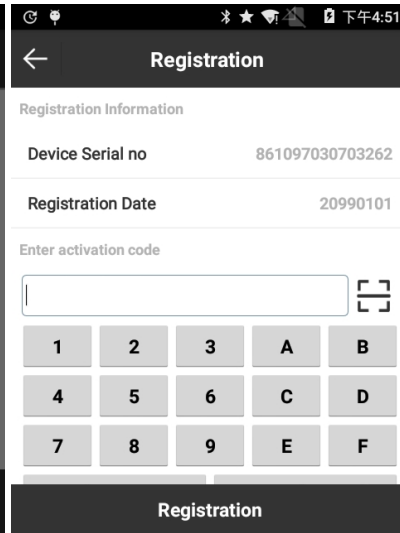 下午4:51
Registration
Registration Information
Device Serial no 861097030703262
Registration Date 20990101
Enter activation code
1 2 3 A B
4 5 6 C D
7 8 9 E F
Registration